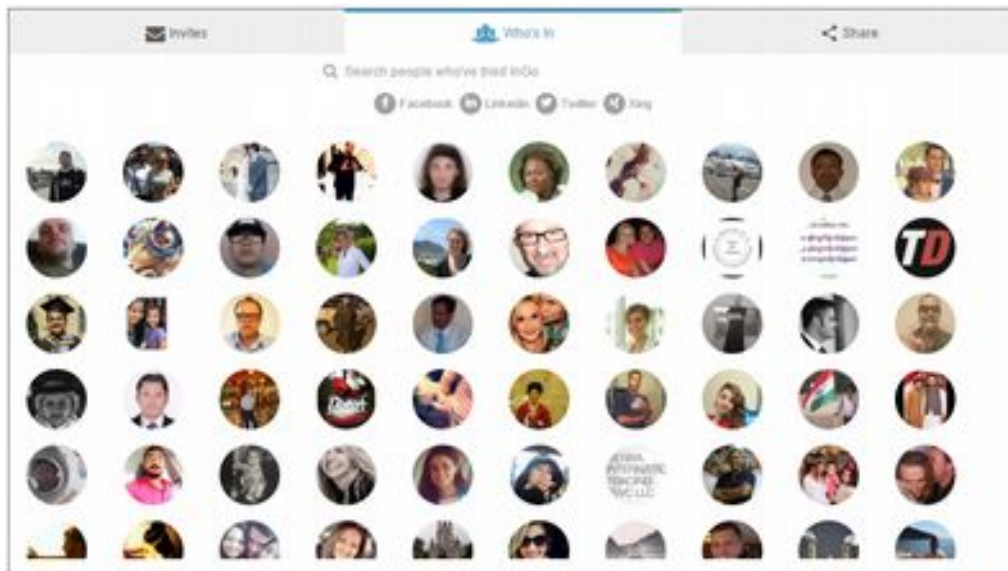 Invites
Who's In
Share
Search people who've tried InGo
Facebook LinkedIn Twitter Xing
TD